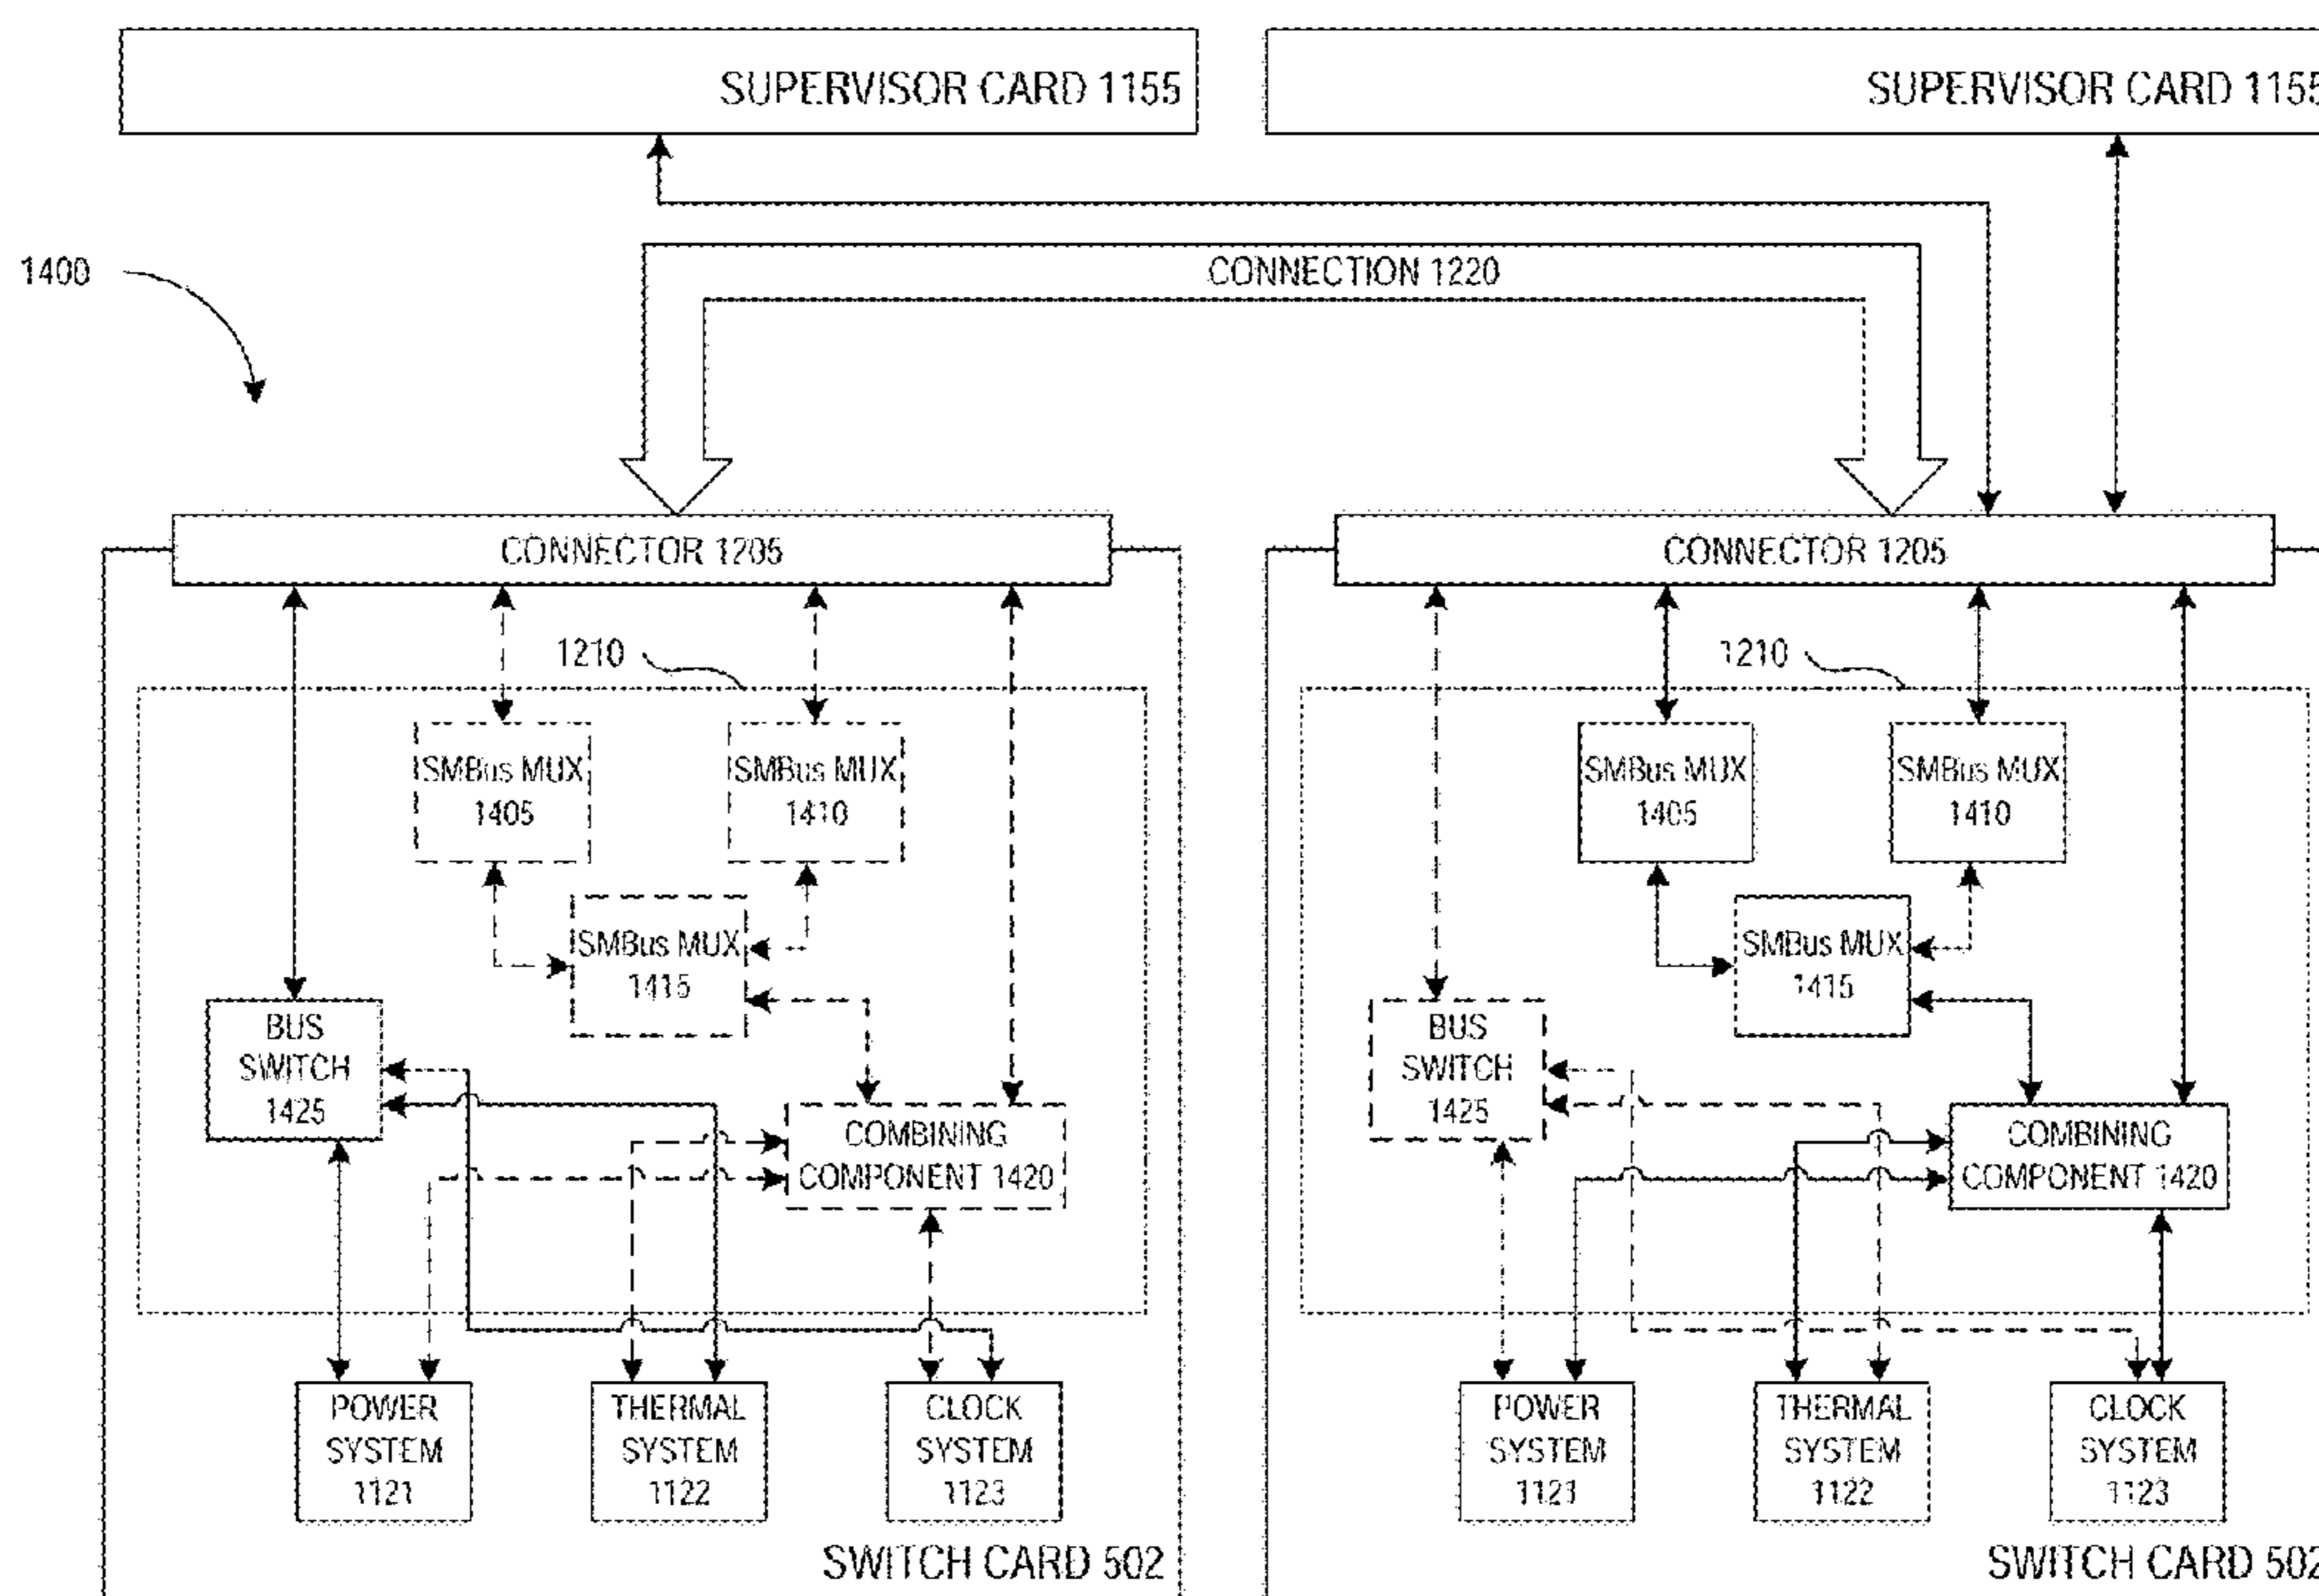 SUPERVISOR CARD 1155
SUPERVISOR CARD 1155
1400
CONNECTION 1220
CONNECTOR 1205
CONNECTOR 1205
1210
1210
SMBus MUX
1405
SMBus MUX
1410
SMBus MUX
1405
SMBus MUX
1410
SMBus MUX
1415
SMBus MUX
1415
BUS
SWITCH
1425
BUS
SWITCH
1425
COMBINING
COMPONENT 1420
COMBINING
COMPONENT 1420
POWER
SYSTEM
1121
THERMAL
SYSTEM
1122
CLOCK
SYSTEM
1123
POWER
SYSTEM
1121
THERMAL
SYSTEM
1122
CLOCK
SYSTEM
1123
SWITCH CARD 502
SWITCH CARD 502